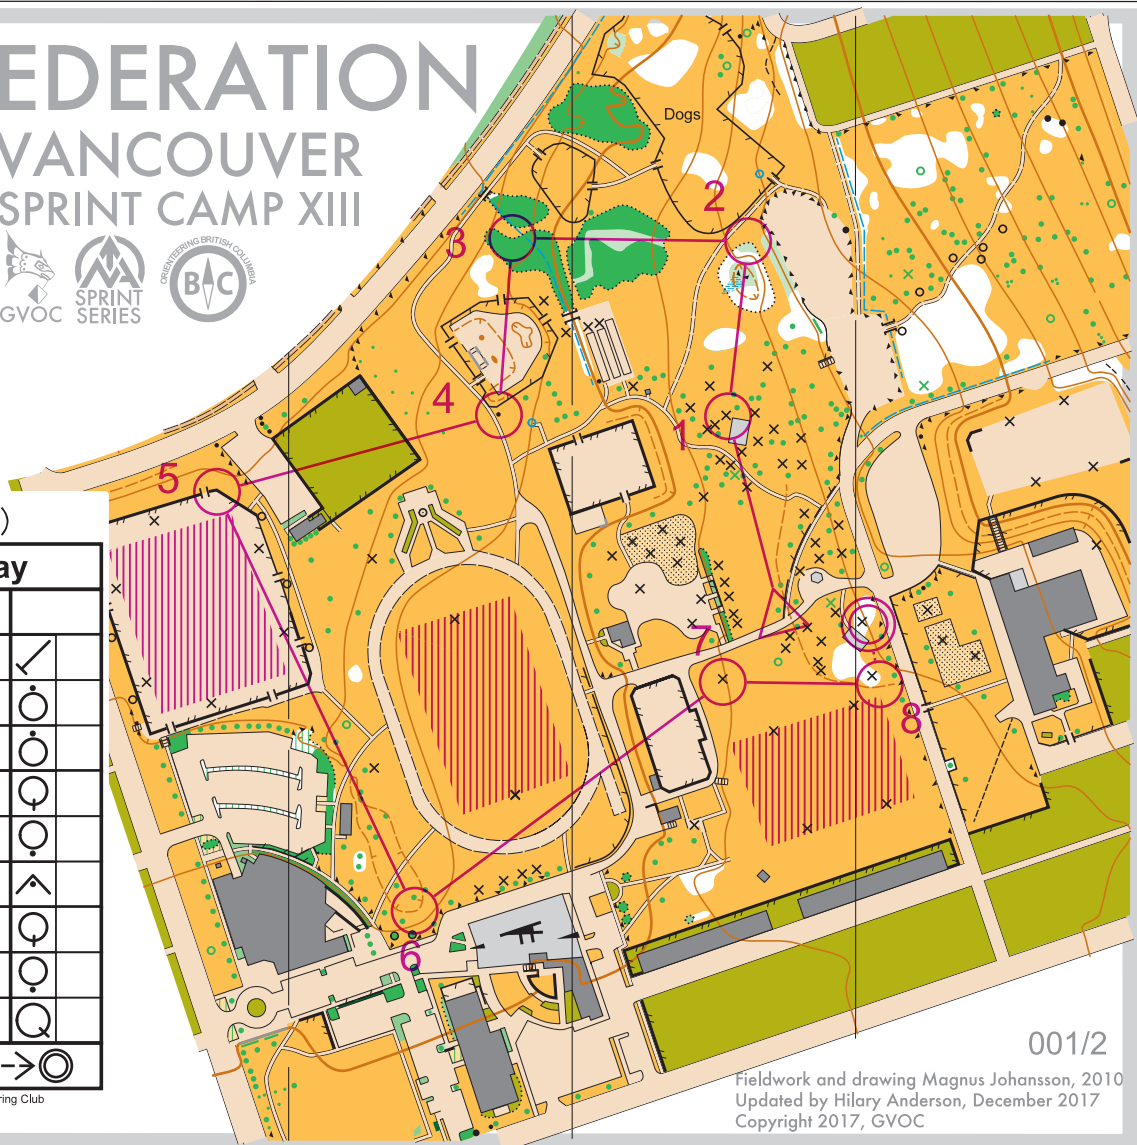 EDERATION
VANCOUVER
SPRINT CAMP XIII
GVOC
SPRINT
SERIES
ORIENTEERING BRITISH COLUMBIA
B C
Dogs
2
3
1
4
5
)
ay
7
8
6
001/2
Fieldwork and drawing Magnus Johansson, 2010
Updated by Hilary Anderson, December 2017
Copyright 2017, GVOC
ring Club